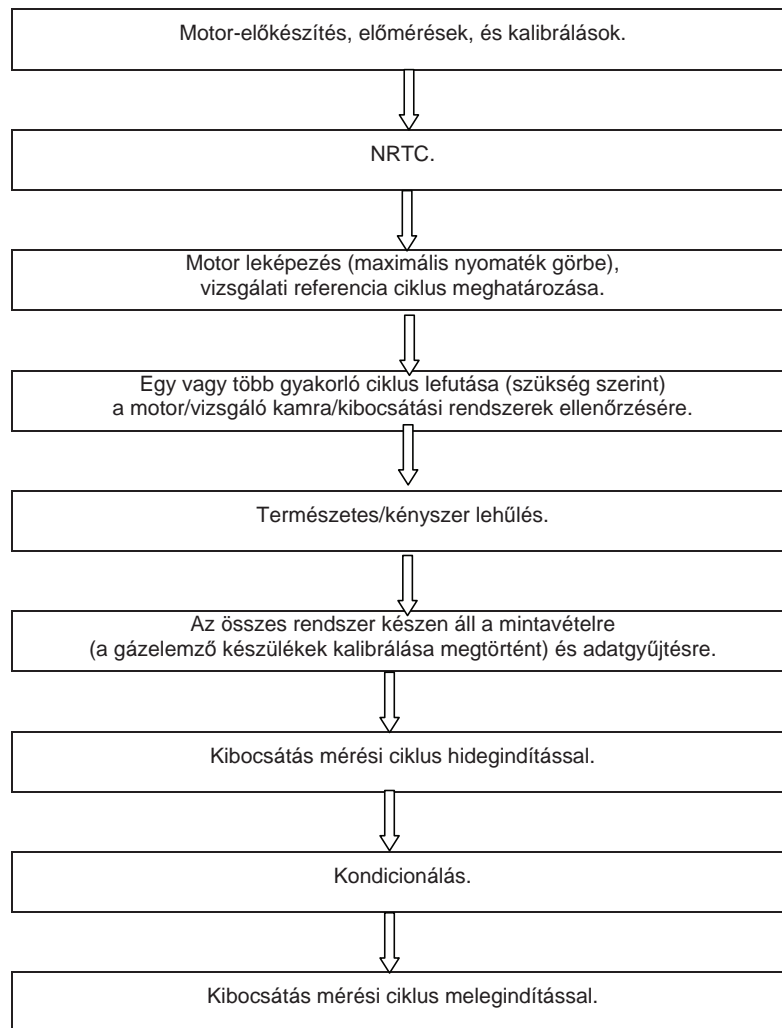 Motor-előkészítés, előmérések, és kalibrálások.
NRTC.
Motor leképezés (maximális nyomaték görbe),
vizsgálati referencia ciklus meghatározása.
Egy vagy több gyakorló ciklus lefutása (szükség szerint)
a motor/vizsgáló kamra/kibocsátási rendszerek ellenőrzésére.
Természetes/kényszer lehűlés.
Az összes rendszer készen áll a mintavételre
(a gázelemző készülékek kalibrálása megtörtént) és adatgyűjtésre.
Kibocsátás mérési ciklus hidegindítással.
Kondicionálás.
Kibocsátás mérési ciklus melegindítással.